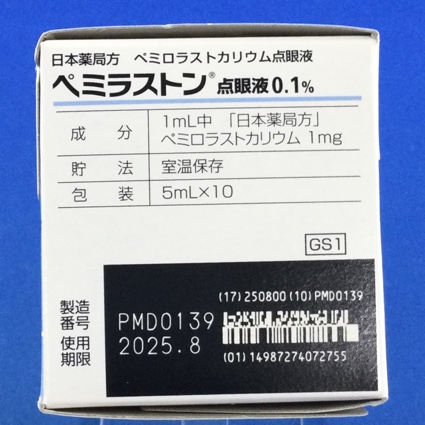 日本薬局方 ペミロラストカリウム点眼液
ペミラストン® 点眼液 0.1%
成分 1mL中 「日本薬局方」
ペミロラストカリウム 1mg
貯法 室温保存
包装 5mL×10
GS1
(17)250800(10)PMD0139
製造番号 PMD0139
使用期限 2025.8
(01)14987274072755